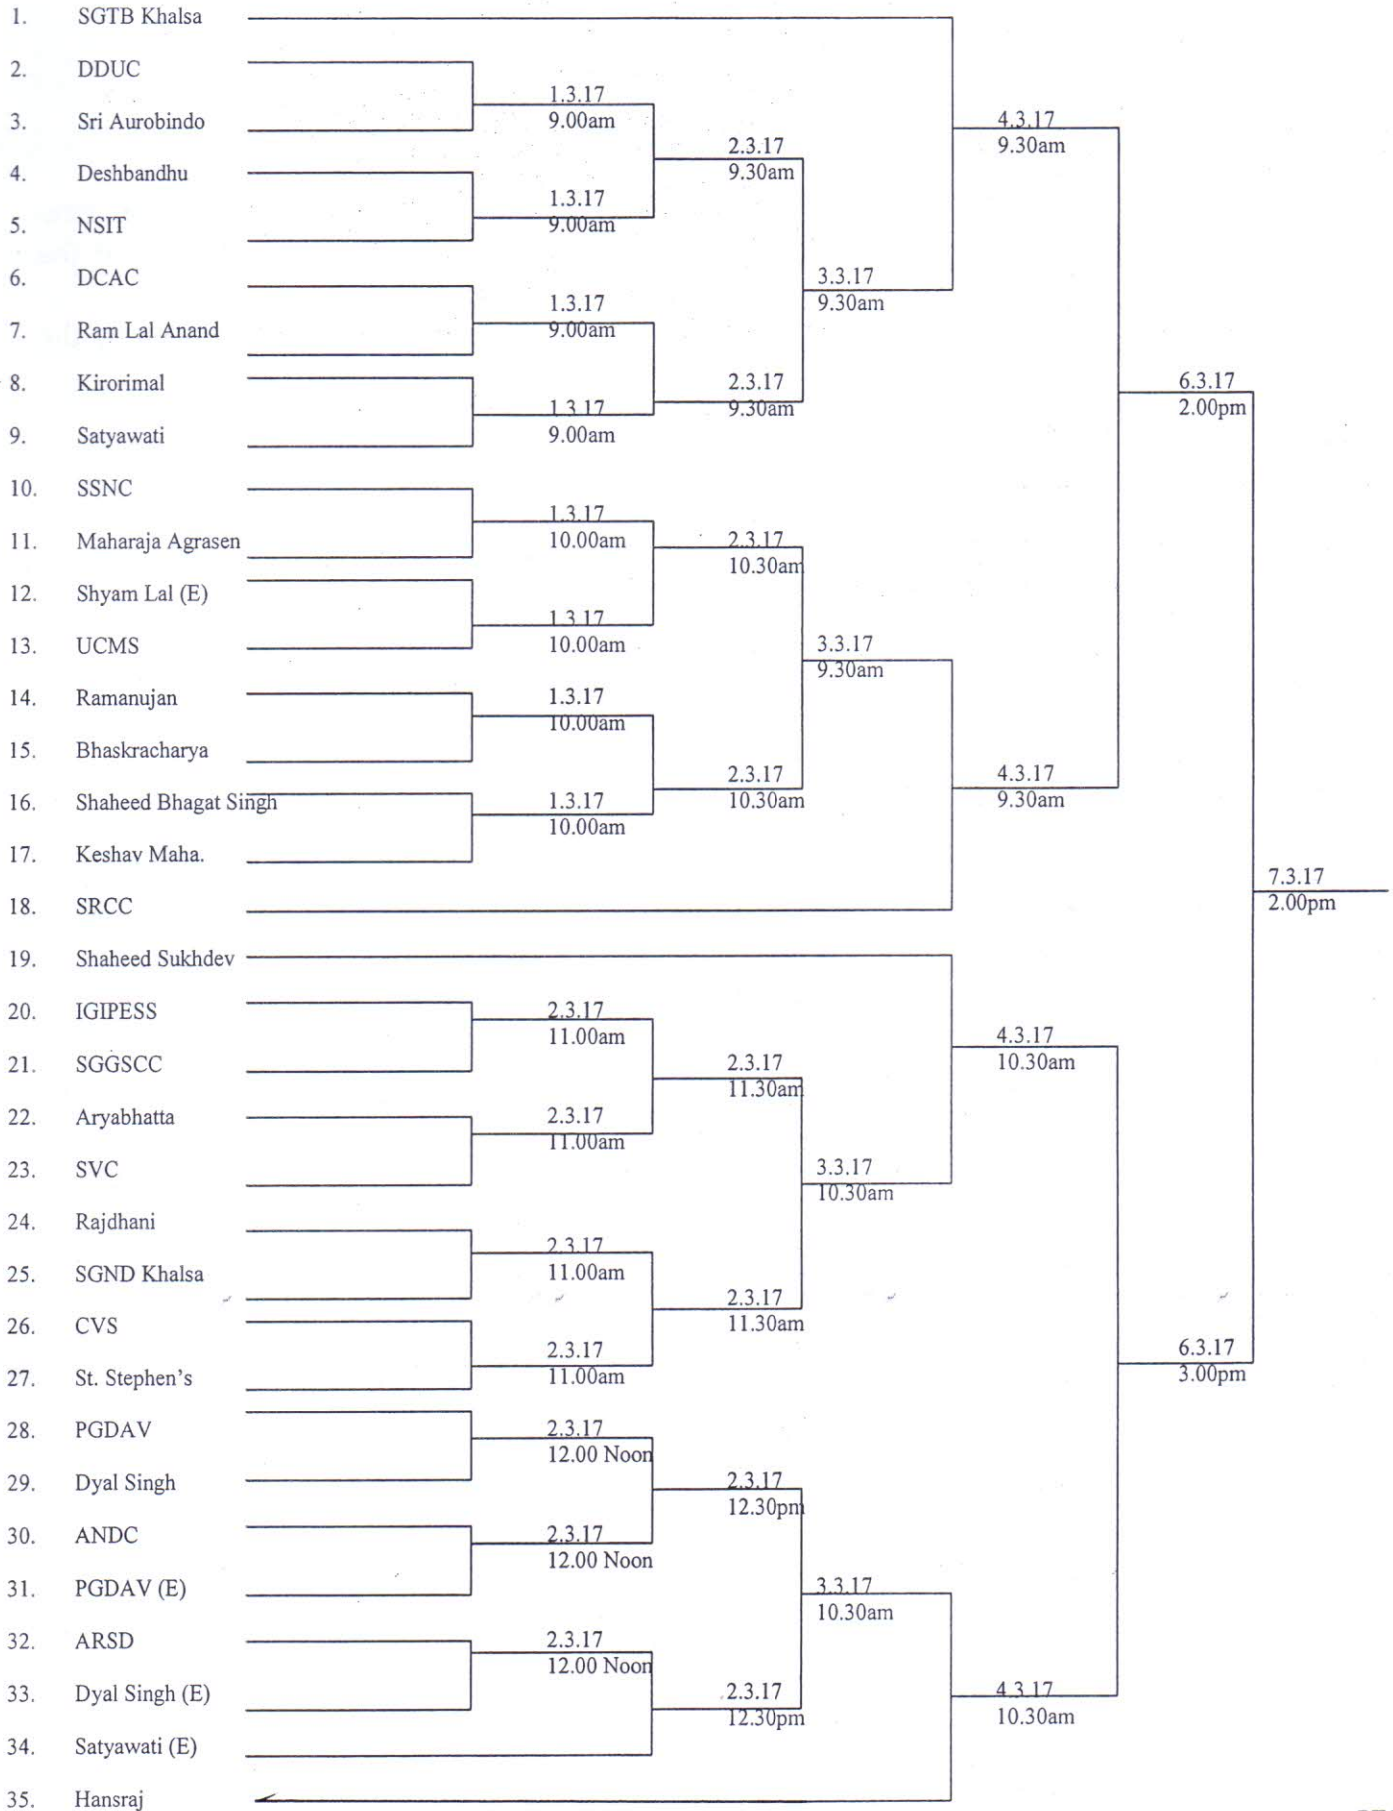 1. SGTB Khalsa
2. DDUC
1.3.17
9.00am
3. Sri Aurobindo
4.3.17
9.30am
2.3.17
9.30am
4. Deshbandhu
1.3.17
9.00am
5. NSIT
6. DCAC
3.3.17
9.30am
1.3.17
9.00am
7. Ram Lal Anand
8. Kirorimal
2.3.17
9.30am
6.3.17
2.00pm
1.3.17
9.00am
9. Satyawati
10. SSNC
1.3.17
10.00am
11. Maharaja Agrasen
2.3.17
10.30am
12. Shyam Lal (E)
1.3.17
10.00am
13. UCMS
3.3.17
9.30am
14. Ramanujan
1.3.17
10.00am
15. Bhaskracharya
2.3.17
10.30am
4.3.17
9.30am
16. Shaheed Bhagat Singh
1.3.17
10.00am
17. Keshav Maha.
7.3.17
2.00pm
18. SRCC
19. Shaheed Sukhdev
20. IGIPESS
2.3.17
11.00am
4.3.17
10.30am
21. SGGSCC
2.3.17
11.30am
22. Aryabhatta
2.3.17
11.00am
23. SVC
3.3.17
10.30am
24. Rajdhani
2.3.17
11.00am
25. SGND Khalsa
2.3.17
11.30am
26. CVS
2.3.17
11.00am
6.3.17
3.00pm
27. St. Stephen's
28. PGDAV
2.3.17
12.00 Noon
29. Dyal Singh
2.3.17
12.30pm
30. ANDC
2.3.17
12.00 Noon
31. PGDAV (E)
3.3.17
10.30am
32. ARSD
2.3.17
12.00 Noon
33. Dyal Singh (E)
2.3.17
12.30pm
4.3.17
10.30am
34. Satyawati (E)
35. Hansraj